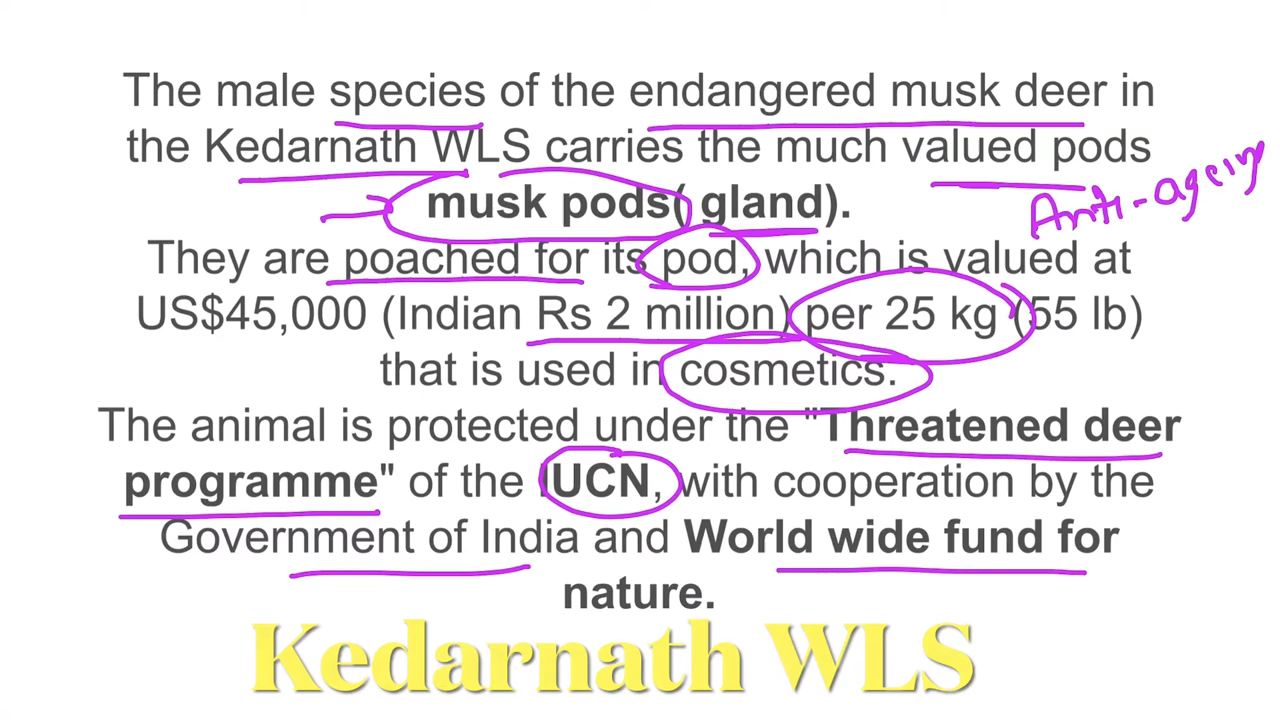 The male species of the endangered musk deer in
the Kedarnath WLS carries the much valued pods
musk pods( gland).
Anti-ageing
They are poached for its pod, which is valued at
US$45,000 (Indian Rs 2 million) per 25 kg (55 lb)
that is used in cosmetics.
The animal is protected under the "Threatened deer
programme" of the IUCN, with cooperation by the
Government of India and World wide fund for
nature.
Kedarnath WLS